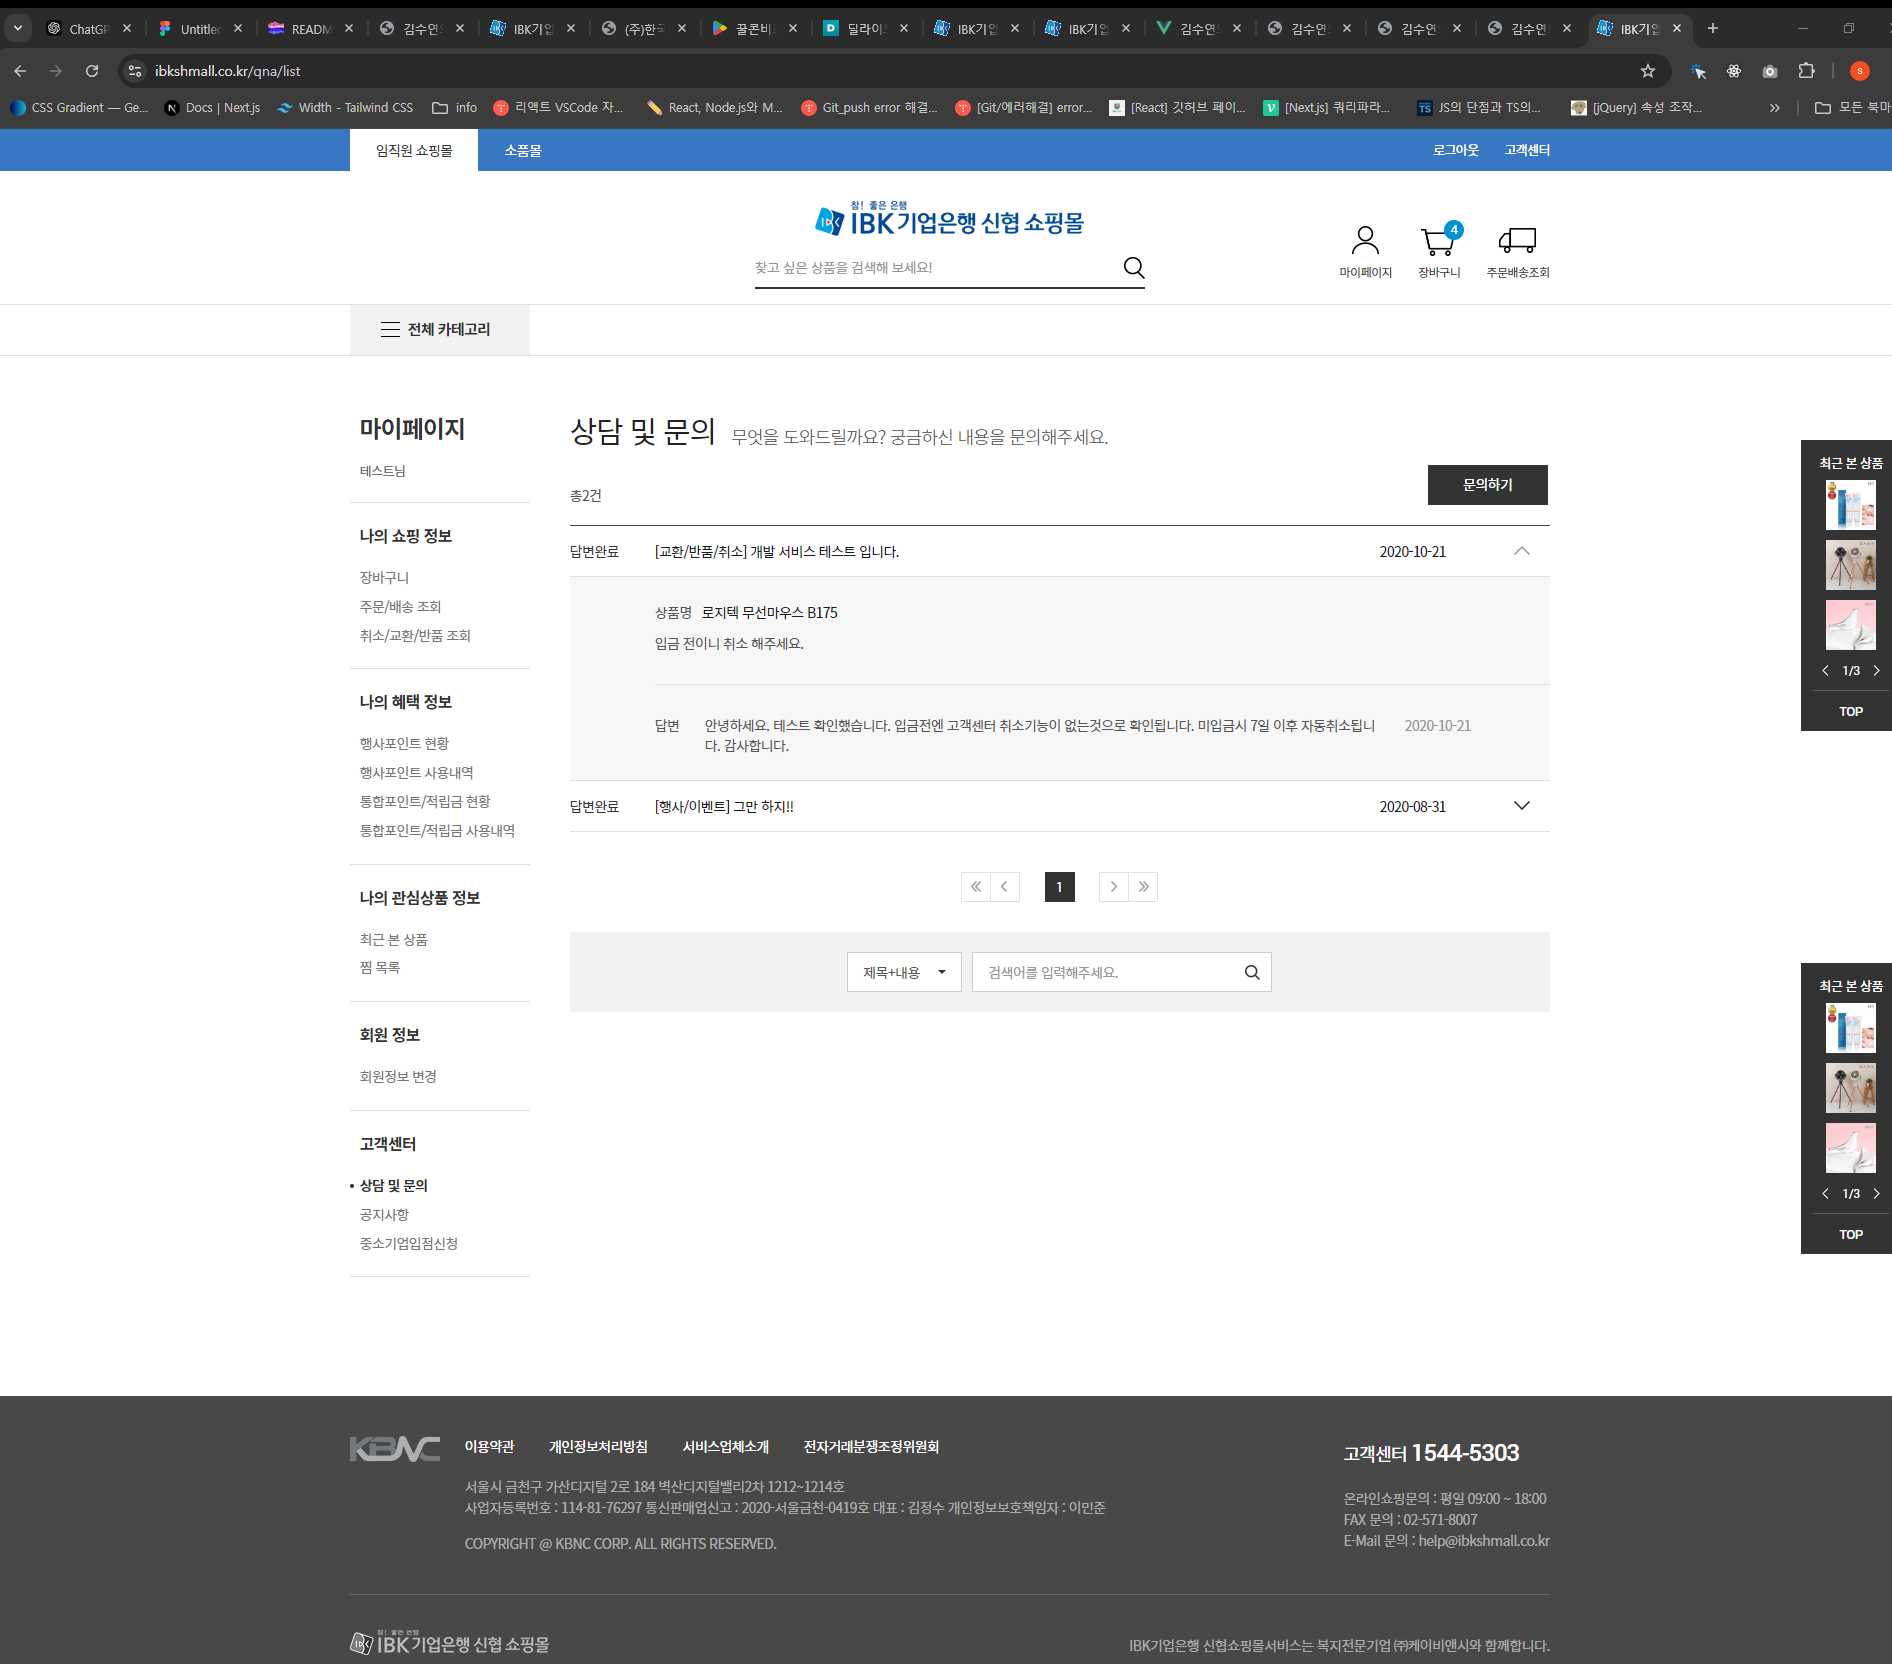 ChatGP
Untitled
README
김수연
IBK기업
(주)한국
꿀콘비
딜라이
IBK기업
IBK기업
김수연
김수연
김수연
김수연
IBK기업
ibkshmall.co.kr/qna/list
S
CSS Gradient — Ge...
Docs | Next.js
Width - Tailwind CSS
info
리액트 VSCode 자...
React, Node.js와 M...
Git_push error 해결...
[Git/에러해결] error...
[React] 깃허브 페이...
[Next.js] 쿼리파라...
JS의 단점과 TS의...
[jQuery] 속성 조작...
모든 북마
임직원 쇼핑몰
소품몰
로그아웃
고객센터
참! 좋은 은행
IBK기업은행 신협 쇼핑몰
찾고 싶은 상품을 검색해 보세요!
4
마이페이지
장바구니
주문배송조회
전체 카테고리
마이페이지
테스트님
나의 쇼핑 정보
장바구니
주문/배송 조회
취소/교환/반품 조회
나의 혜택 정보
행사포인트 현황
행사포인트 사용내역
통합포인트/적립금 현황
통합포인트/적립금 사용내역
나의 관심상품 정보
최근 본 상품
찜 목록
회원 정보
회원정보 변경
고객센터
• 상담 및 문의
공지사항
중소기업입점신청
상담 및 문의 무엇을 도와드릴까요? 궁금하신 내용을 문의해주세요.
총2건
문의하기
답변완료 [교환/반품/취소] 개발 서비스 테스트 입니다. 2020-10-21
상품명 로지텍 무선마우스 B175
입금 전이니 취소 해주세요.
답변 안녕하세요. 테스트 확인했습니다. 입금전엔 고객센터 취소기능이 없는것으로 확인됩니다. 미입금시 7일 이후 자동취소됩니 2020-10-21
다. 감사합니다.
답변완료 [행사/이벤트] 그만 하지!! 2020-08-31
1
제목+내용
검색어를 입력해주세요.
최근 본 상품
1/3
TOP
최근 본 상품
1/3
TOP
KBNC
이용약관 개인정보처리방침 서비스업체소개 전자거래분쟁조정위원회
서울시 금천구 가산디지털 2로 184 벽산디지털밸리2차 1212~1214호
사업자등록번호 : 114-81-76297 통신판매업신고 : 2020-서울금천-0419호 대표 : 김정수 개인정보보호책임자 : 이민준
COPYRIGHT @ KBNC CORP. ALL RIGHTS RESERVED.
고객센터 1544-5303
온라인쇼핑문의 : 평일 09:00 ~ 18:00
FAX 문의 : 02-571-8007
E-Mail 문의 : help@ibkshmall.co.kr
참! 좋은 은행
IBK기업은행 신협 쇼핑몰
IBK기업은행 신협쇼핑몰서비스는 복지전문기업 ㈜케이비앤시와 함께합니다.